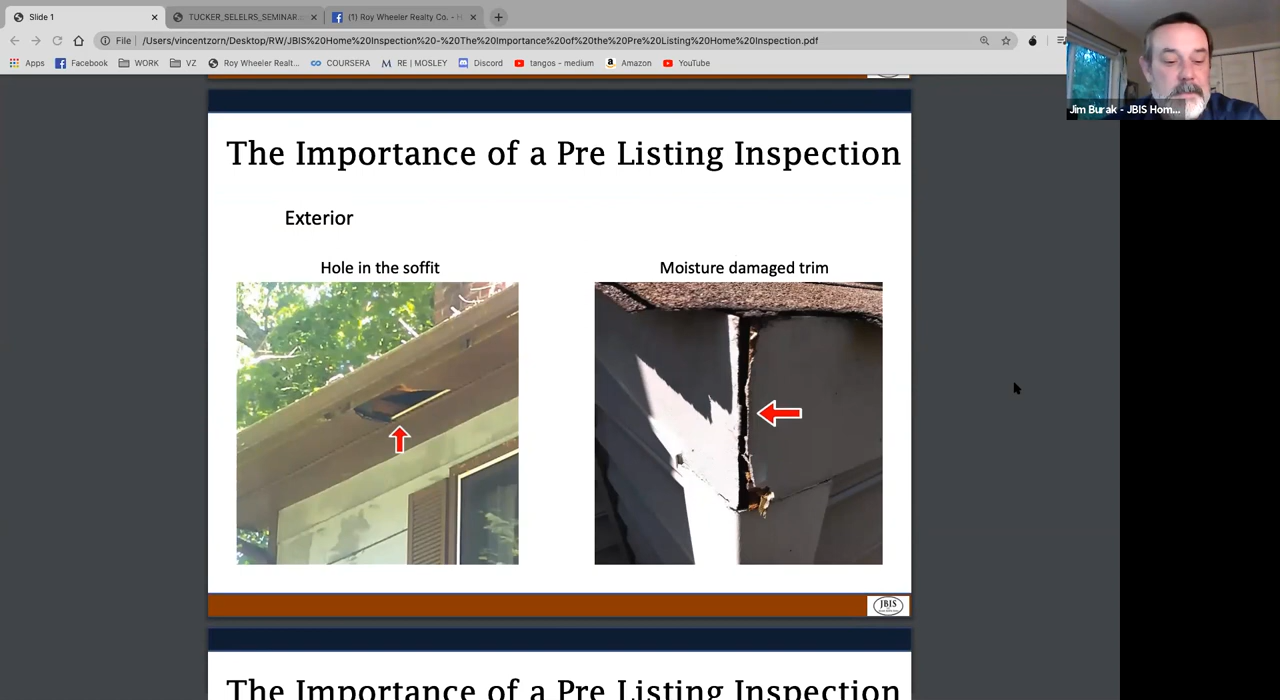 Slide 1
TUCKER_SELELRS_SEMINAR.
(1) Roy Wheeler Realty Co. - H
File
/Users/vincentzorn/Desktop/RW/JBIS%20Home%20Inspection%20-%20The%20Importance%20of%20the%20Pre%20Listing%20Home%20Inspection.pdf
Apps
Facebook
WORK
VZ
Roy Wheeler Realt...
COURSERA
RE | MOSLEY
Discord
tangos - medium
Amazon
YouTube
Jim Burak - JBIS Hom...
The Importance of a Pre Listing Inspection
Exterior
Hole in the soffit
Moisture damaged trim
JBIS
The Importance of a Pre Listing Inspection